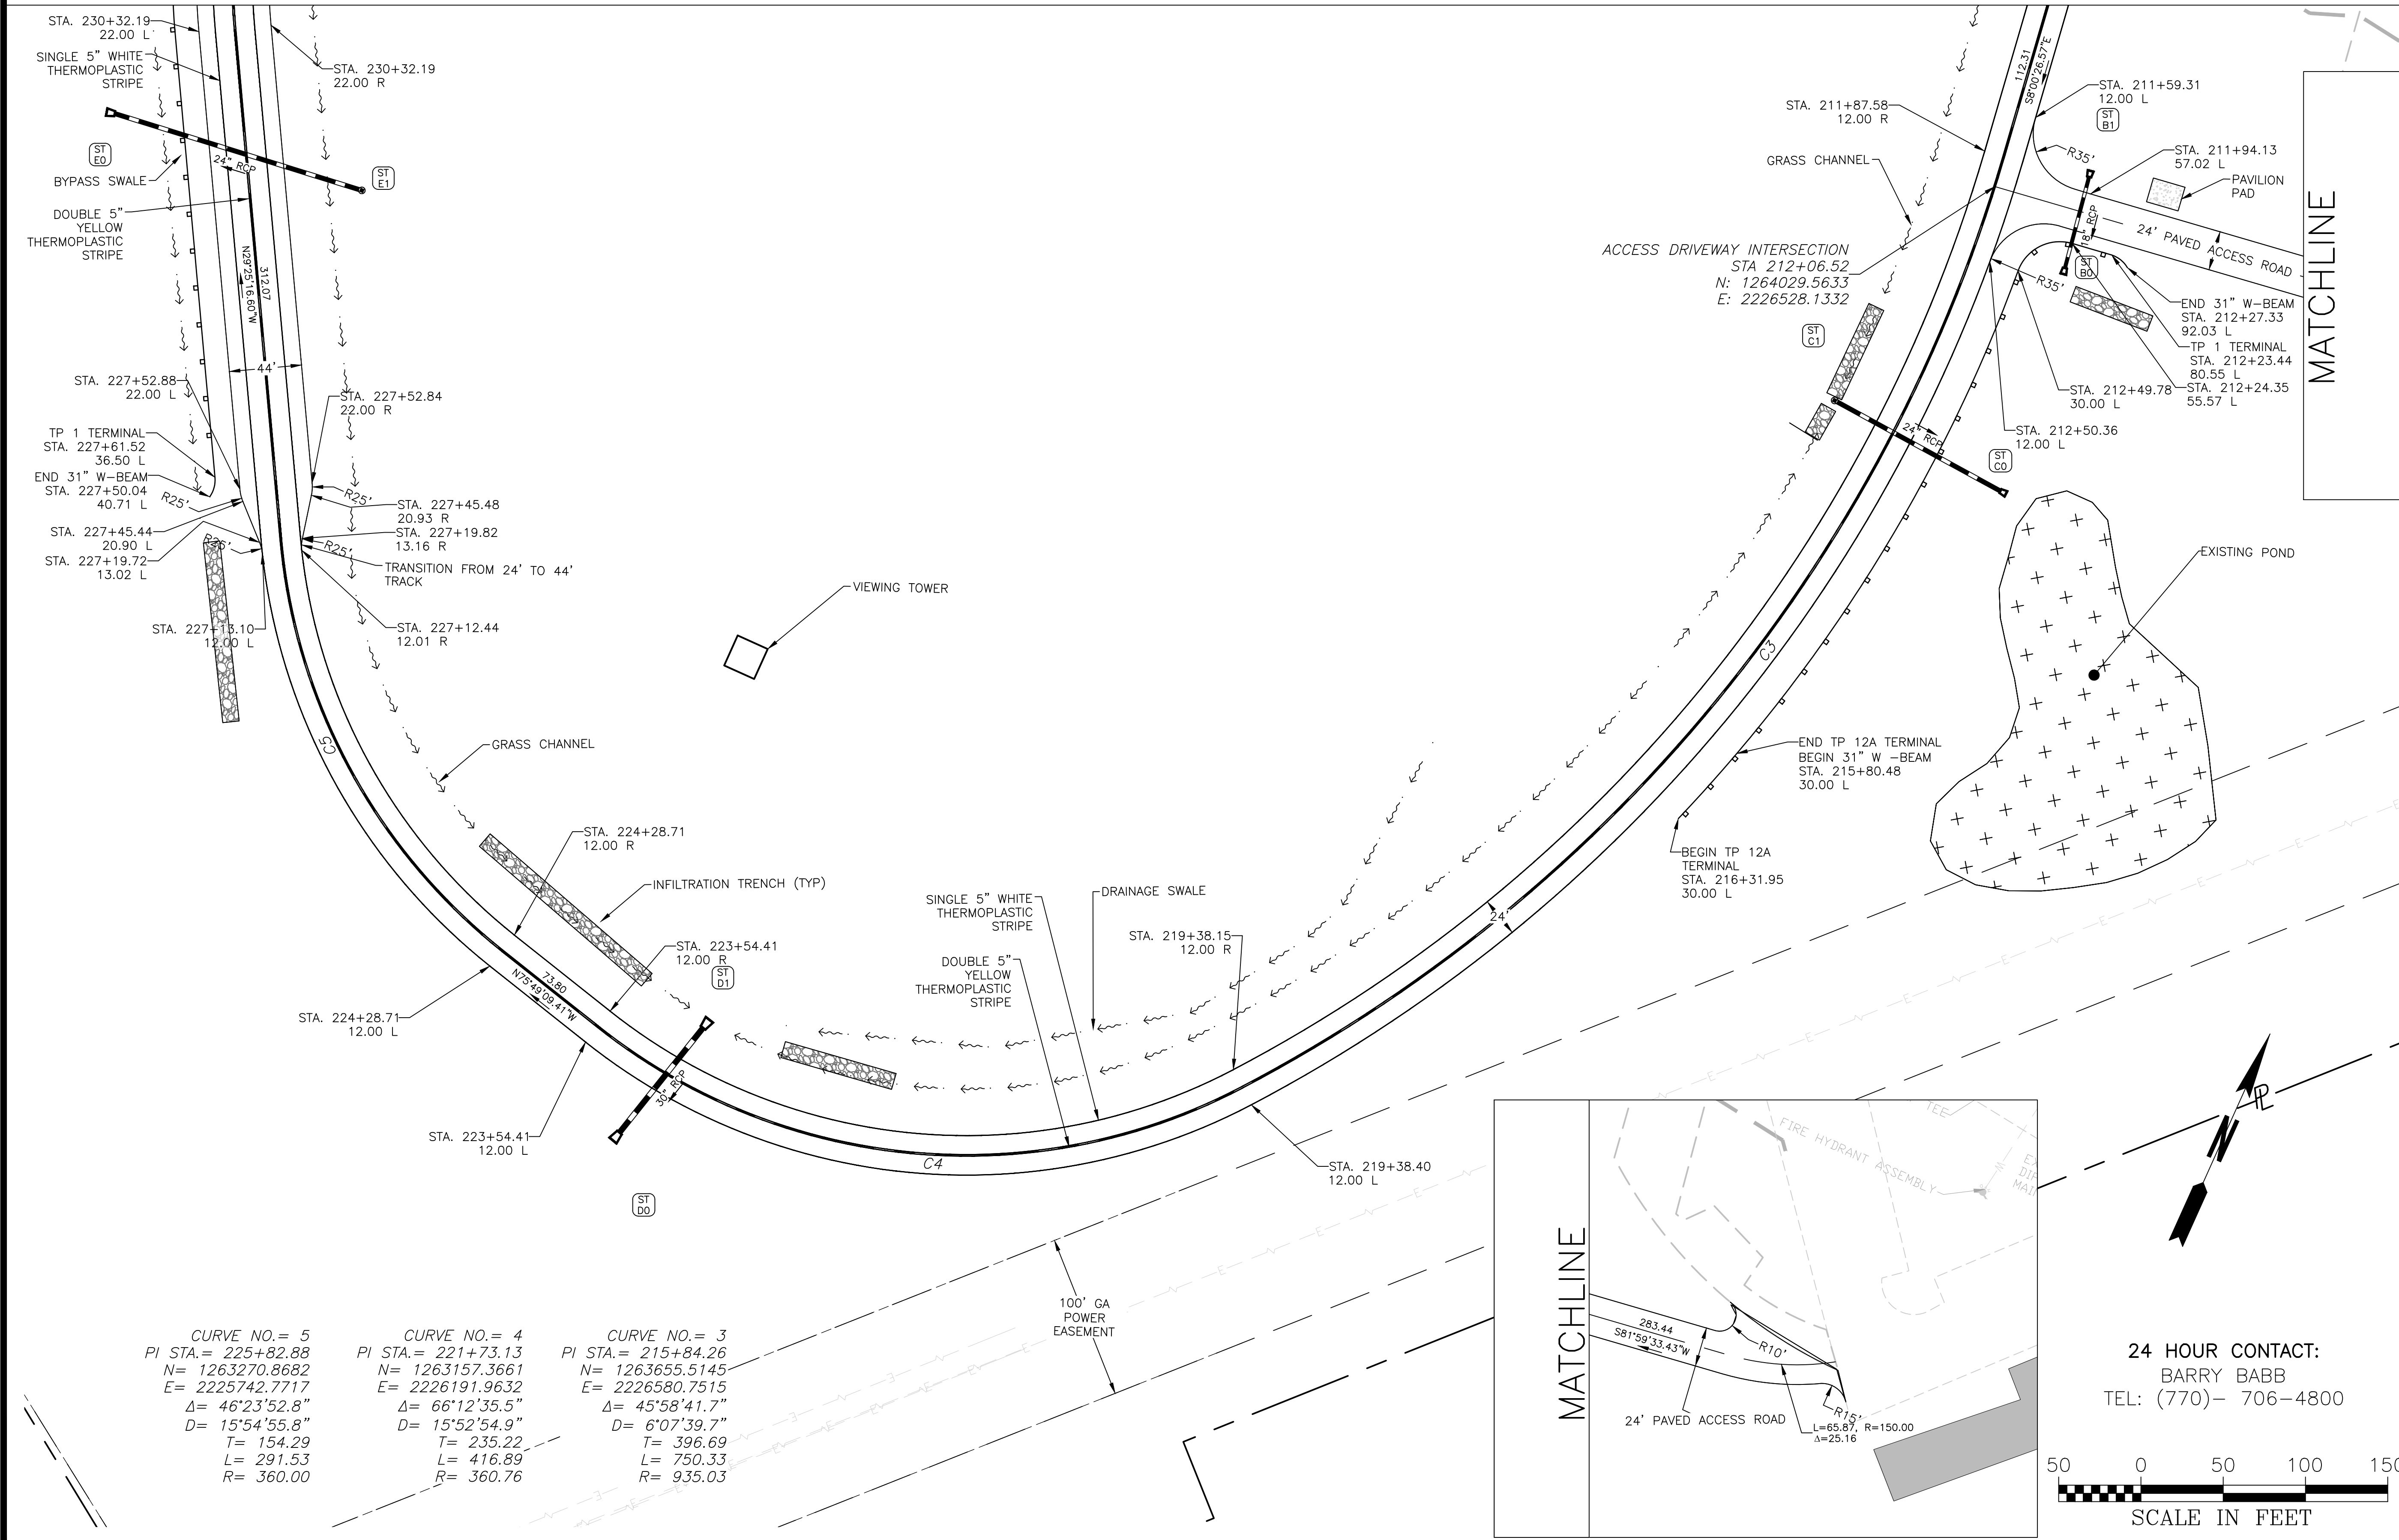 STA. 230+32.19
22.00 L
SINGLE 5” WHITE
THERMOPLASTIC
STRIPE
STA. 230+32.19
22.00 R
ST
E0
24” RCP
ST
E1
BYPASS SWALE
DOUBLE 5”
YELLOW
THERMOPLASTIC
STRIPE
N29°25'16.60”W
312.07
44'
STA. 227+52.88
22.00 L
STA. 227+52.84
22.00 R
TP 1 TERMINAL
STA. 227+61.52
36.50 L
END 31” W-BEAM
STA. 227+50.04
40.71 L
R25'
R25'
STA. 227+45.48
20.93 R
STA. 227+45.44
20.90 L
STA. 227+19.82
13.16 R
STA. 227+19.72
13.02 L
R25'
R25'
TRANSITION FROM 24' TO 44'
TRACK
STA. 227+13.10
12.00 L
STA. 227+12.44
12.01 R
VIEWING TOWER
C5
GRASS CHANNEL
STA. 224+28.71
12.00 R
INFILTRATION TRENCH (TYP)
STA. 223+54.41
12.00 R
ST
D1
73.80
N75°49'09.41”W
STA. 224+28.71
12.00 L
30” RCP
STA. 223+54.41
12.00 L
ST
D0
C4
SINGLE 5” WHITE
THERMOPLASTIC
STRIPE
DOUBLE 5”
YELLOW
THERMOPLASTIC
STRIPE
DRAINAGE SWALE
STA. 219+38.15
12.00 R
24'
STA. 219+38.40
12.00 L
100' GA
POWER
EASEMENT
112.31
S8°00'26.57”E
STA. 211+87.58
12.00 R
STA. 211+59.31
12.00 L
ST
B1
GRASS CHANNEL
R35'
STA. 211+94.13
57.02 L
PAVILION
PAD
18” RCP
24' PAVED ACCESS ROAD
ACCESS DRIVEWAY INTERSECTION
STA 212+06.52
N: 1264029.5633
E: 2226528.1332
ST
B0
R35'
END 31” W-BEAM
STA. 212+27.33
92.03 L
TP 1 TERMINAL
STA. 212+23.44
80.55 L
STA. 212+24.35
55.57 L
STA. 212+49.78
30.00 L
STA. 212+50.36
12.00 L
MATCHLINE
ST
C1
24” RCP
ST
C0
EXISTING POND
C3
END TP 12A TERMINAL
BEGIN 31” W -BEAM
STA. 215+80.48
30.00 L
BEGIN TP 12A
TERMINAL
STA. 216+31.95
30.00 L
E
E
E
E
E
E
CURVE NO.= 5
PI STA.= 225+82.88
N= 1263270.8682
E= 2225742.7717
Δ= 46°23'52.8”
D= 15°54'55.8”
T= 154.29
L= 291.53
R= 360.00
CURVE NO.= 4
PI STA.= 221+73.13
N= 1263157.3661
E= 2226191.9632
Δ= 66°12'35.5”
D= 15°52'54.9”
T= 235.22
L= 416.89
R= 360.76
CURVE NO.= 3
PI STA.= 215+84.26
N= 1263655.5145
E= 2226580.7515
Δ= 45°58'41.7”
D= 6°07'39.7”
T= 396.69
L= 750.33
R= 935.03
MATCHLINE
TEE
FIRE HYDRANT ASSEMBLY
283.44
S81°59'33.43”W
R10'
R15'
24' PAVED ACCESS ROAD
L=65.87, R=150.00
Δ=25.16
PL
N
24 HOUR CONTACT:
BARRY BABB
TEL: (770)- 706-4800
50 0 50 100 150
SCALE IN FEET